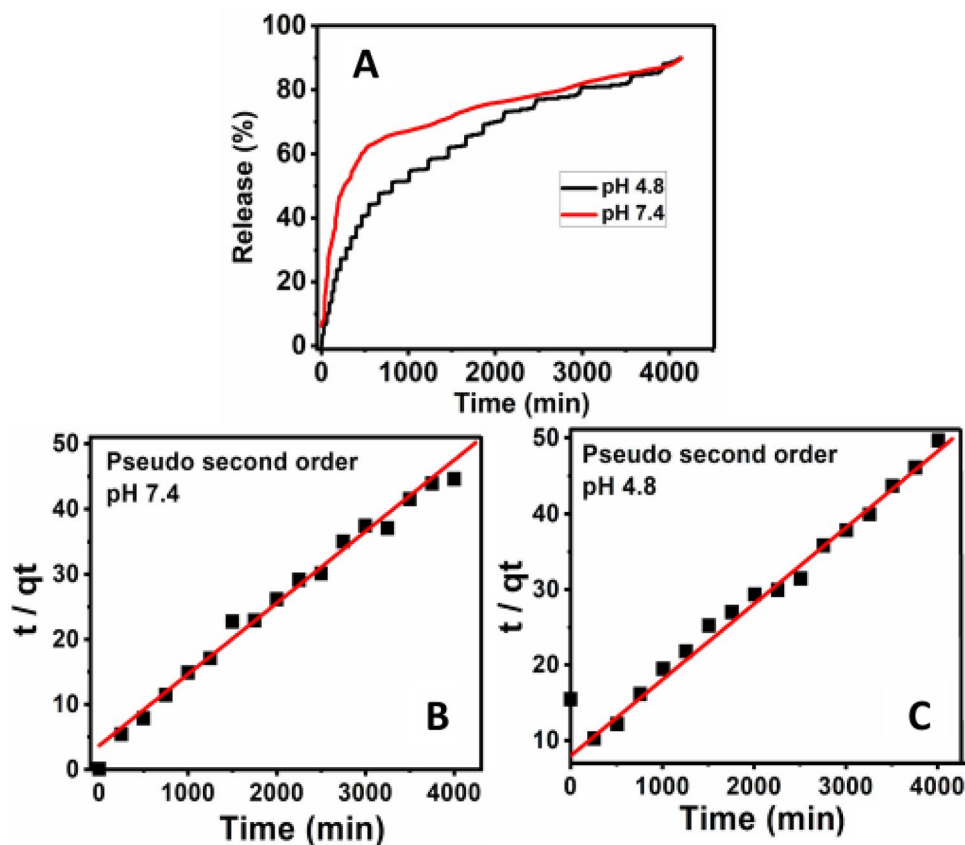 A
Release (%)
100
80
60
40
20
0
pH 4.8
pH 7.4
0 1000 2000 3000 4000
Time (min)
Pseudo second order
pH 7.4
t / qt
50
40
30
20
10
0
B
0 1000 2000 3000 4000
Time (min)
Pseudo second order
pH 4.8
t / qt
50
40
30
20
10
C
0 1000 2000 3000 4000
Time (min)